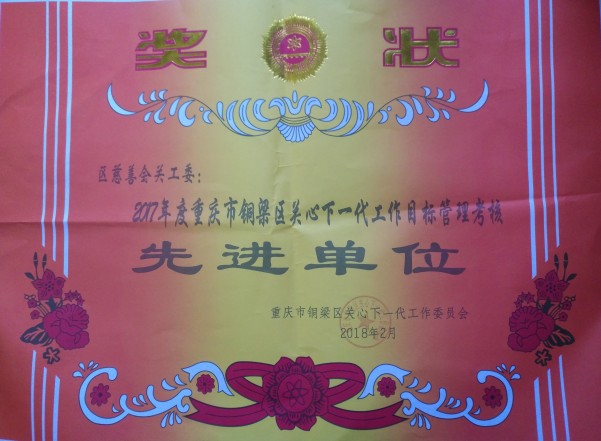 奖状
区慈善会关工委：
2017年度重庆市铜梁区关心下一代工作目标管理考核
先进单位
重庆市铜梁区关心下一代工作委员会
2018年2月